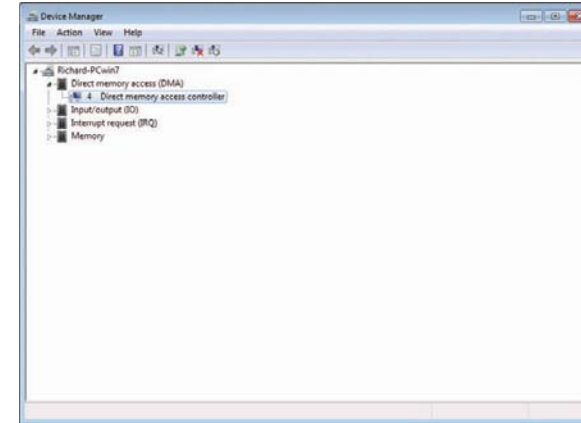 Device Manager
File Action View Help
Richard-PCwin7
Direct memory access (DMA)
4 Direct memory access controller
Input/output (IO)
Interrupt request (IRQ)
Memory